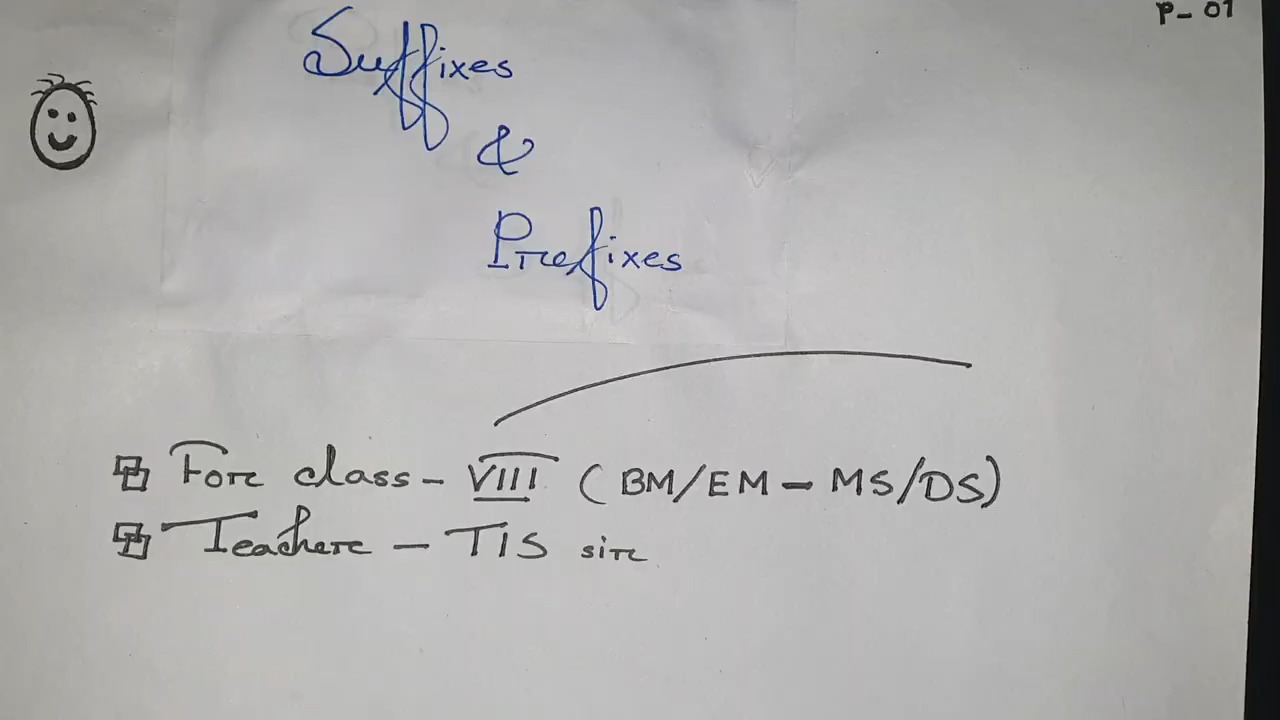 P-01
Suffixes
&
Prefixes
For class - VIII (BM/EM - MS/DS)
Teacher - TIS sir